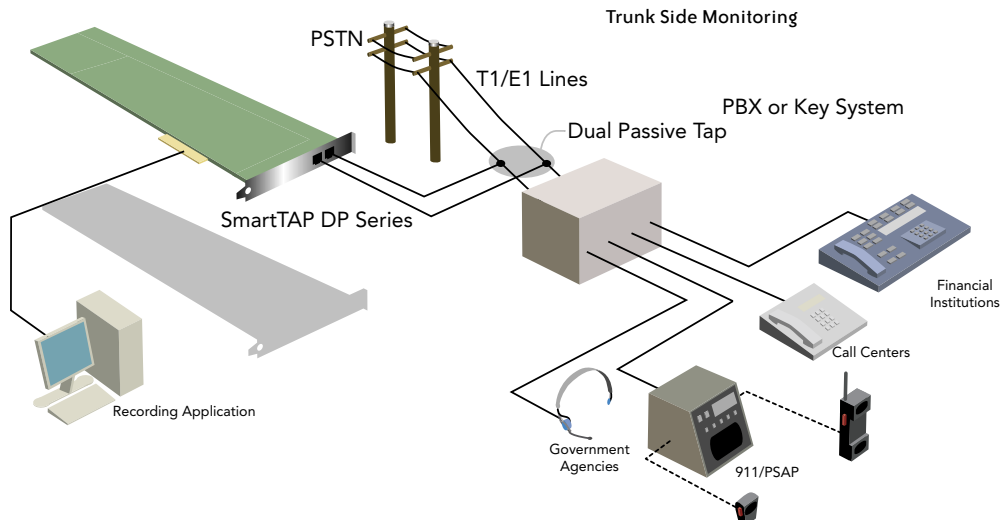 Trunk Side Monitoring
PSTN
T1/E1 Lines
PBX or Key System
Dual Passive Tap
SmartTAP DP Series
Financial
Institutions
Call Centers
Recording Application
Government
Agencies
911/PSAP